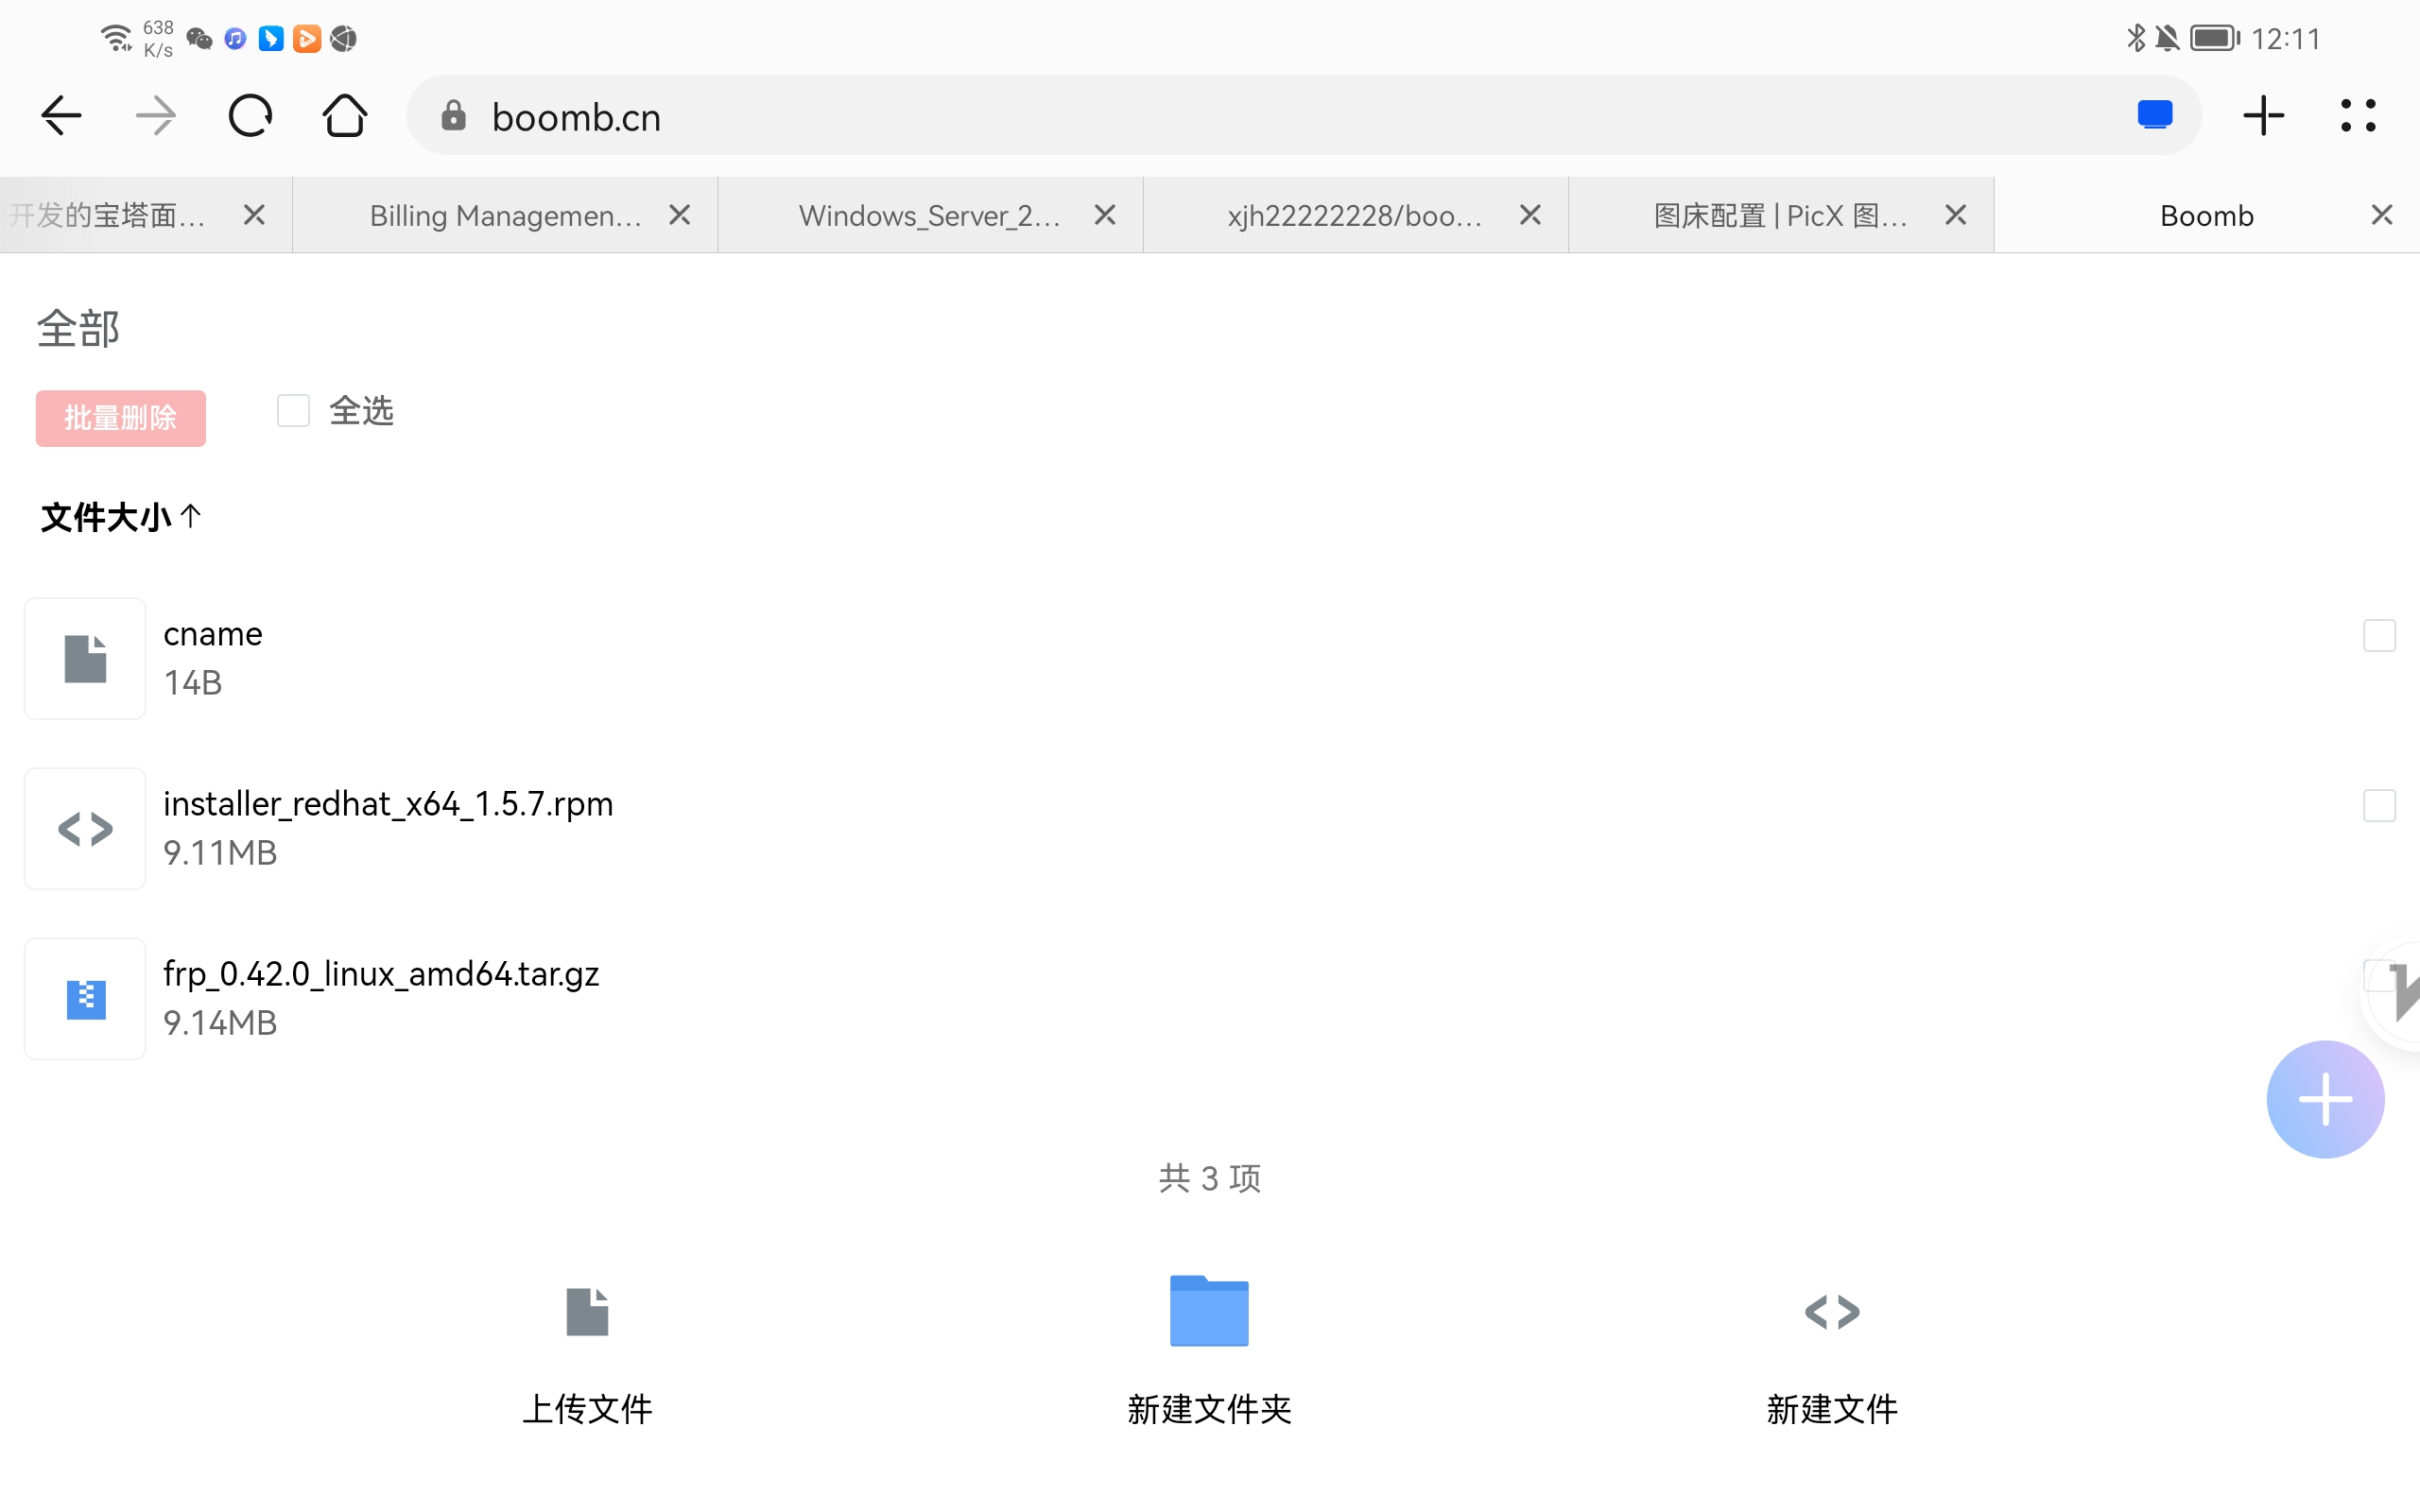 638
K/s
12:11
boomb.cn
开发的宝塔面...
Billing Managemen...
Windows_Server_2...
xjh22222228/boo...
图床配置 | PicX 图...
Boomb
全部
批量删除
全选
文件大小↑
cname
14B
installer_redhat_x64_1.5.7.rpm
9.11MB
frp_0.42.0_linux_amd64.tar.gz
9.14MB
共 3 项
上传文件
新建文件夹
新建文件